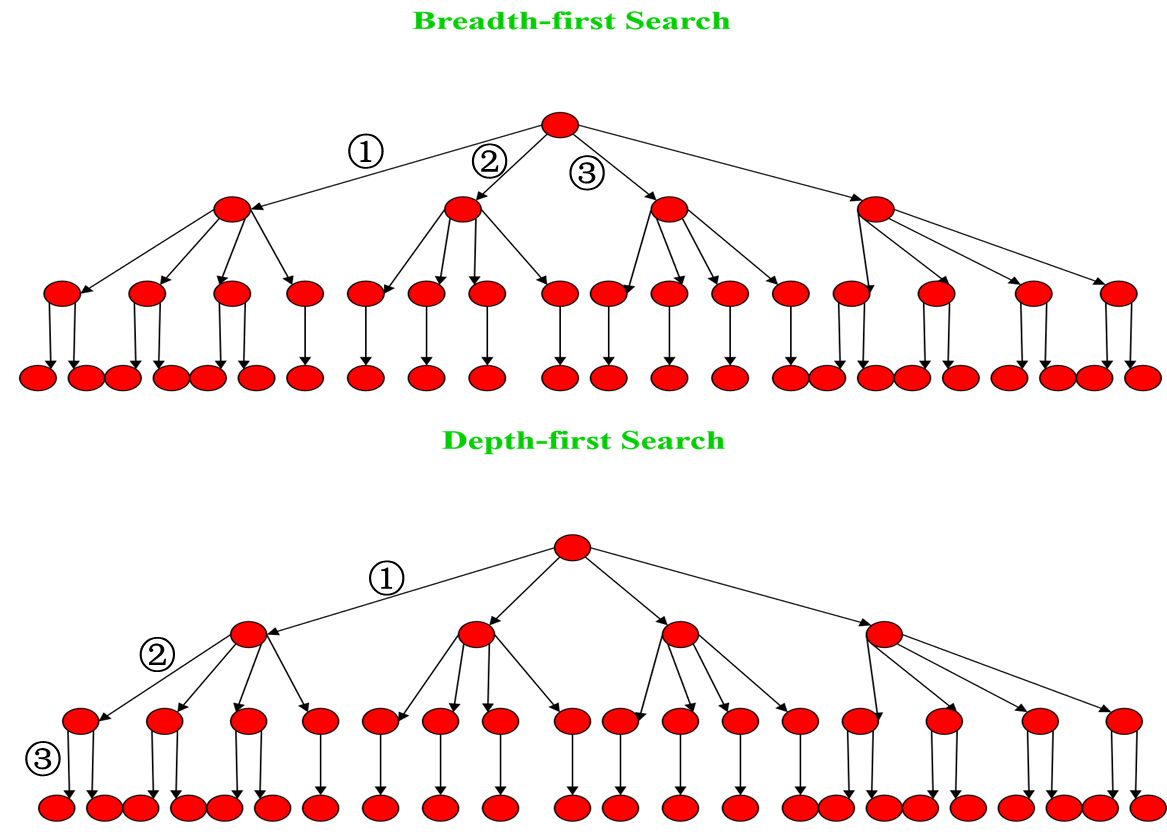 Breadth-first Search
① ② ③
Depth-first Search
①
②
③